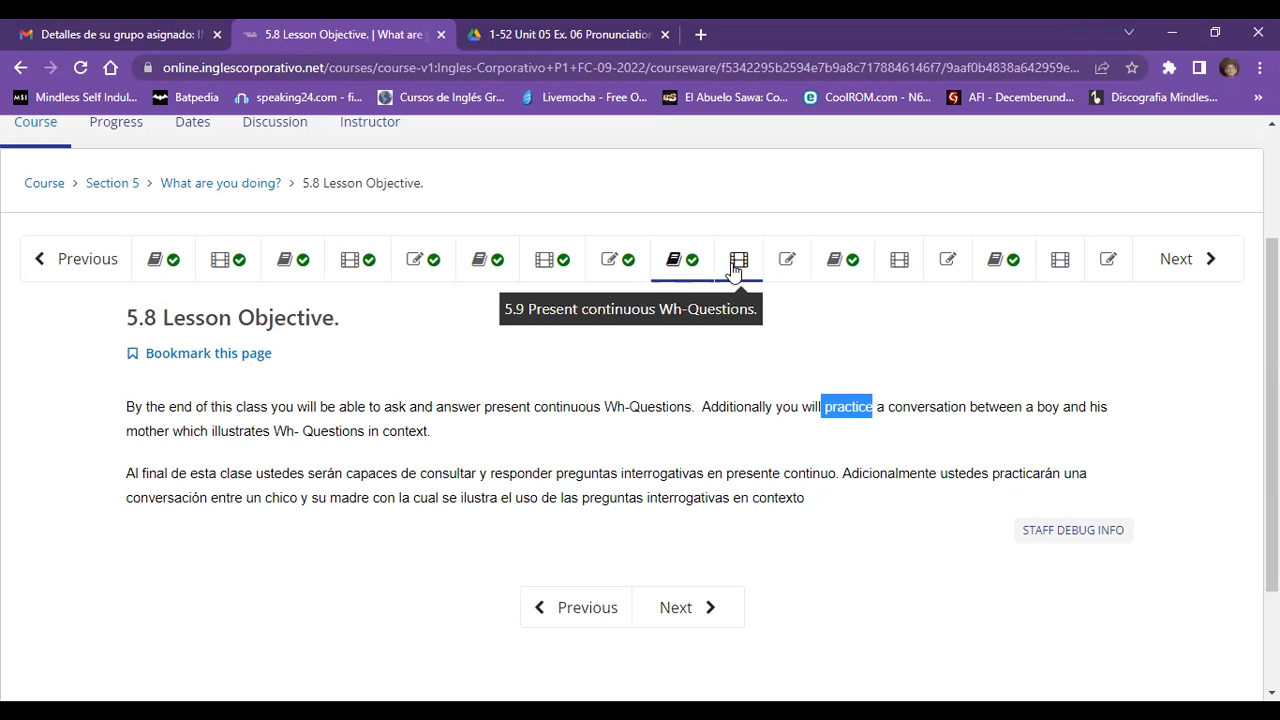 Detalles de su grupo asignado: I
5.8 Lesson Objective. | What are
1-52 Unit 05 Ex. 06 Pronunciation
online.inglescorporativo.net/courses/course-v1:Ingles-Corporativo+P1+FC-09-2022/courseware/f5342295b2594e7b9a8c7178846146f7/9aaf0b4838a642959e...
Mindless Self Indul...
Batpedia
speaking24.com - fi...
Cursos de Inglés Gr...
Livemocha - Free O...
El Abuelo Sawa: Co...
CoolROM.com - N6...
AFI - Decemberund...
Discografia Mindles...
»
Course Progress Dates Discussion Instructor
Course > Section 5 > What are you doing? > 5.8 Lesson Objective.
Previous
Next
5.9 Present continuous Wh-Questions.
5.8 Lesson Objective.
Bookmark this page
By the end of this class you will be able to ask and answer present continuous Wh-Questions. Additionally you will practice a conversation between a boy and his
mother which illustrates Wh- Questions in context.
Al final de esta clase ustedes serán capaces de consultar y responder preguntas interrogativas en presente continuo. Adicionalmente ustedes practicarán una
conversación entre un chico y su madre con la cual se ilustra el uso de las preguntas interrogativas en contexto
STAFF DEBUG INFO
Previous Next